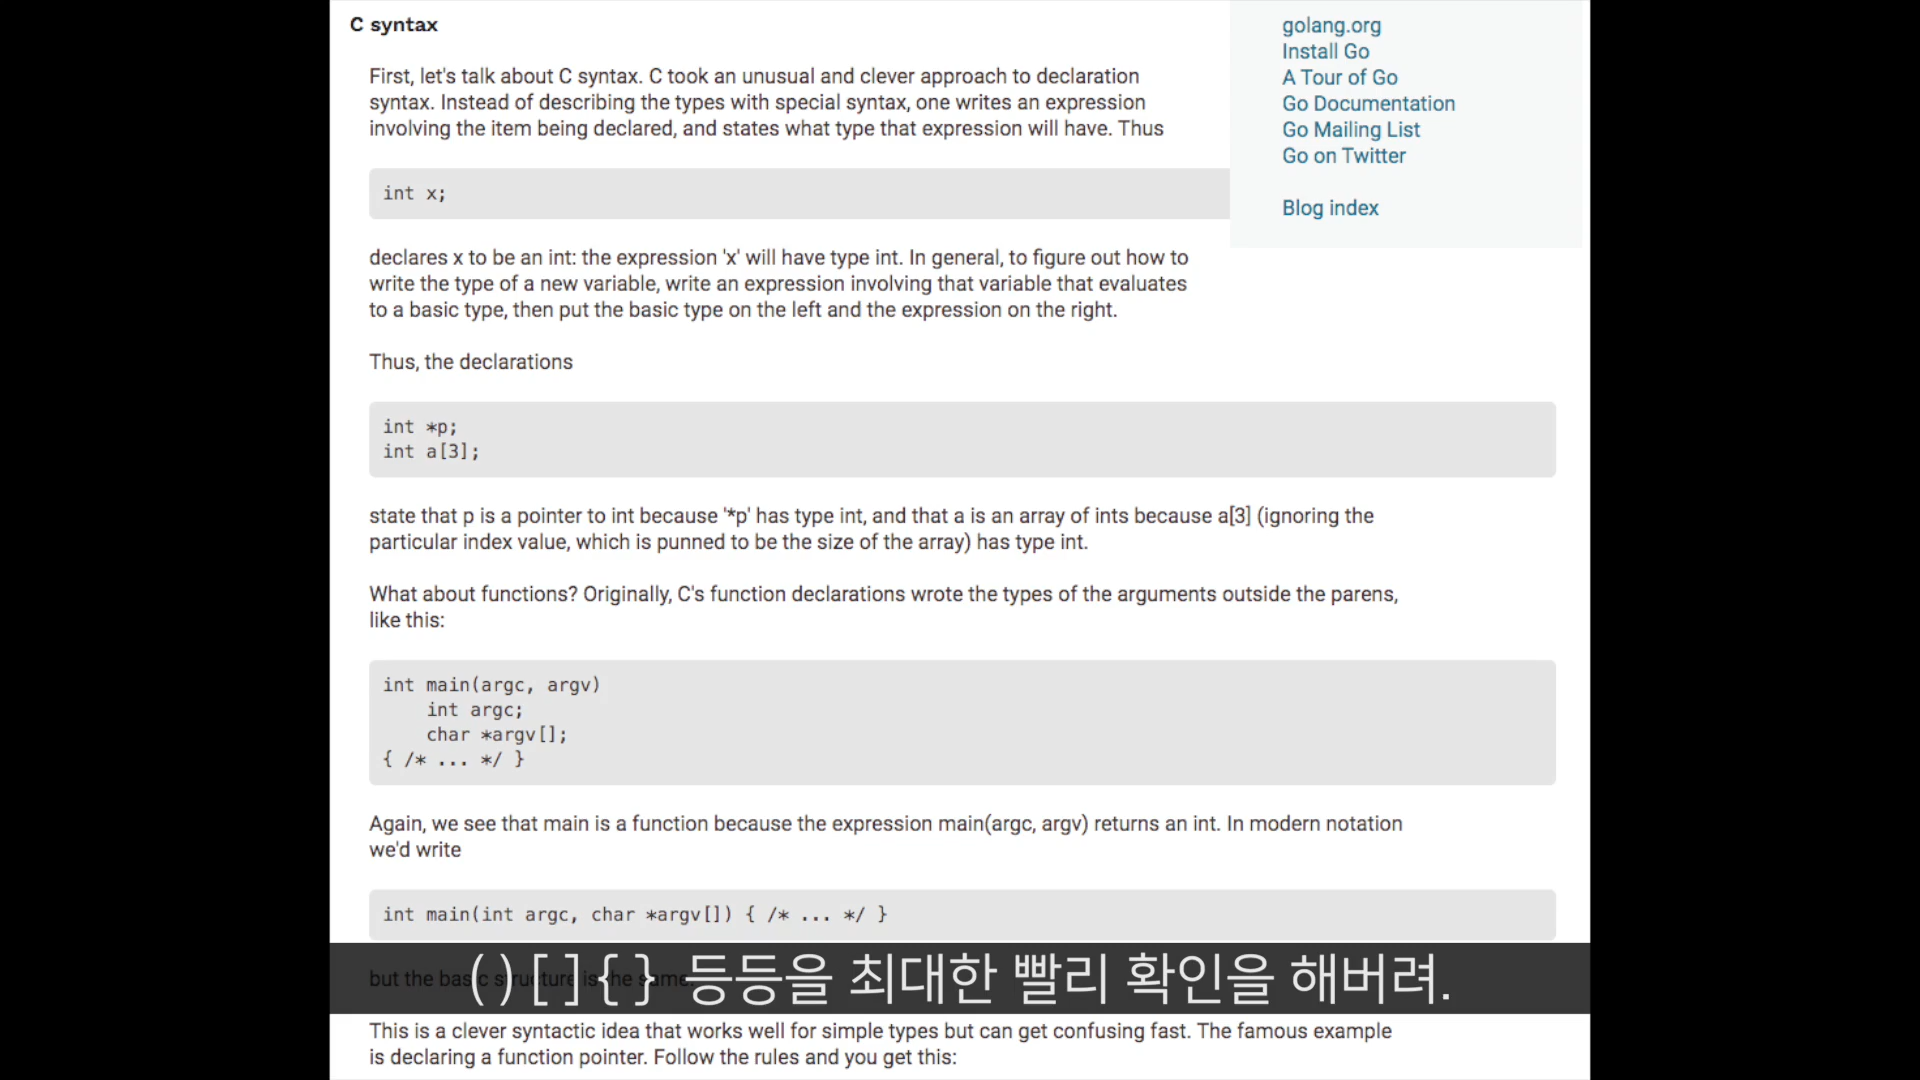 C syntax
First, let's talk about C syntax. C took an unusual and clever approach to declaration
syntax. Instead of describing the types with special syntax, one writes an expression
involving the item being declared, and states what type that expression will have. Thus
int x;
declares x to be an int: the expression 'x' will have type int. In general, to figure out how to
write the type of a new variable, write an expression involving that variable that evaluates
to a basic type, then put the basic type on the left and the expression on the right.
Thus, the declarations
int *p;
int a[3];
state that p is a pointer to int because '*p' has type int, and that a is an array of ints because a[3] (ignoring the
particular index value, which is punned to be the size of the array) has type int.
What about functions? Originally, C's function declarations wrote the types of the arguments outside the parens,
like this:
int main(argc, argv)
    int argc;
    char *argv[];
{ /* ... */ }
Again, we see that main is a function because the expression main(argc, argv) returns an int. In modern notation
we'd write
int main(int argc, char *argv[]) { /* ... */ }
but the basic structure is the same.
()[]{} 등등을 최대한 빨리 확인을 해버려.
This is a clever syntactic idea that works well for simple types but can get confusing fast. The famous example
is declaring a function pointer. Follow the rules and you get this:
golang.org
Install Go
A Tour of Go
Go Documentation
Go Mailing List
Go on Twitter
Blog index